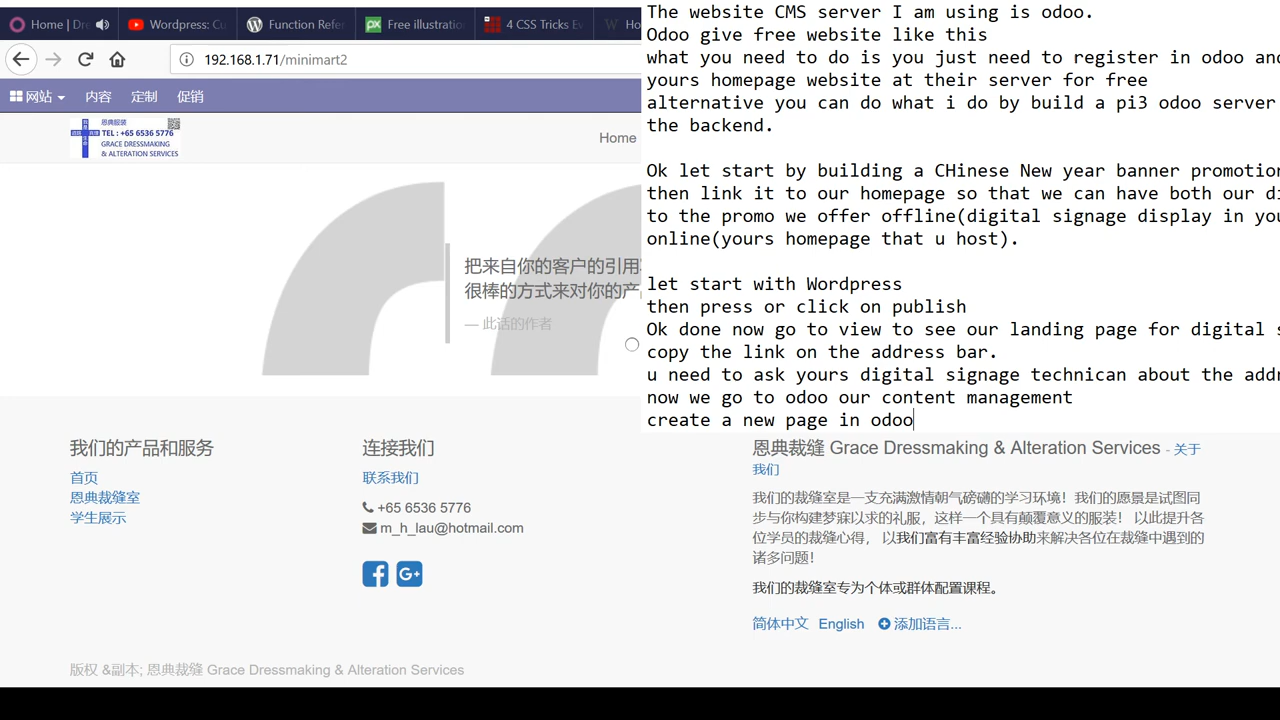 Home | Dre
Wordpress: Cu
Function Refe
Free illustratio
4 CSS Tricks Ev
Ho
192.168.1.71/minimart2
网站
内容
定制
促销
恩典服装
TEL : +65 6536 5776
GRACE DRESSMAKING
& ALTERATION SERVICES
Home
把来自你的客户的引用
很棒的方式来对你的产
— 此话的作者
The website CMS server I am using is odoo.
Odoo give free website like this
what you need to do is you just need to register in odoo and
yours homepage website at their server for free
alternative you can do what i do by build a pi3 odoo server
the backend.
Ok let start by building a CHinese New year banner promotion
then link it to our homepage so that we can have both our di
to the promo we offer offline(digital signage display in you
online(yours homepage that u host).
let start with Wordpress
then press or click on publish
Ok done now go to view to see our landing page for digital s
copy the link on the address bar.
u need to ask yours digital signage technican about the addr
now we go to odoo our content management
create a new page in odoo
我们的产品和服务
首页
恩典裁缝室
学生展示
连接我们
联系我们
+65 6536 5776
m_h_lau@hotmail.com
恩典裁缝 Grace Dressmaking & Alteration Services - 关于
我们
我们的裁缝室是一支充满激情朝气磅礴的学习环境！我们的愿景是试图同
步与你构建梦寐以求的礼服，这样一个具有颠覆意义的服装！ 以此提升各
位学员的裁缝心得， 以我们富有丰富经验协助来解决各位在裁缝中遇到的
诸多问题！
我们的裁缝室专为个体或群体配置课程。
简体中文 English 添加语言...
版权 &副本; 恩典裁缝 Grace Dressmaking & Alteration Services